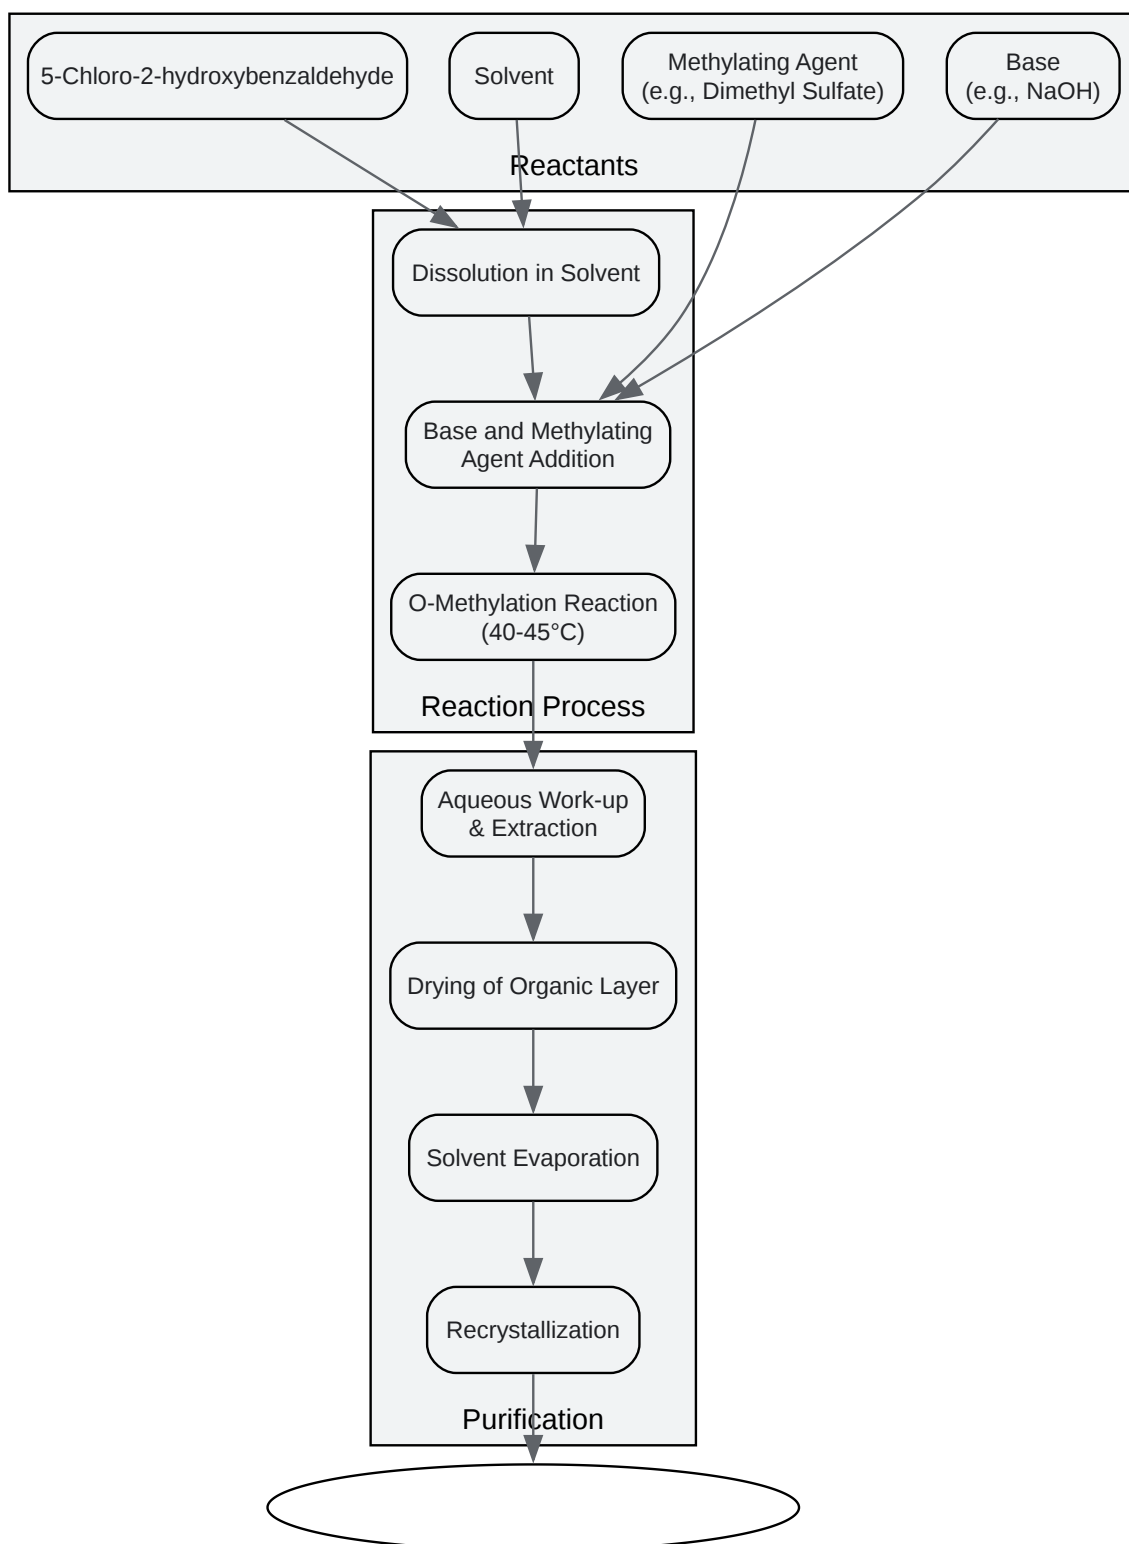 5-Chloro-2-hydroxybenzaldehyde
Solvent
Methylating Agent
(e.g., Dimethyl Sulfate)
Base
(e.g., NaOH)
Reactants
Dissolution in Solvent
Base and Methylating
Agent Addition
O-Methylation Reaction
(40-45°C)
Reaction Process
Aqueous Work-up
& Extraction
Drying of Organic Layer
Solvent Evaporation
Recrystallization
Purification